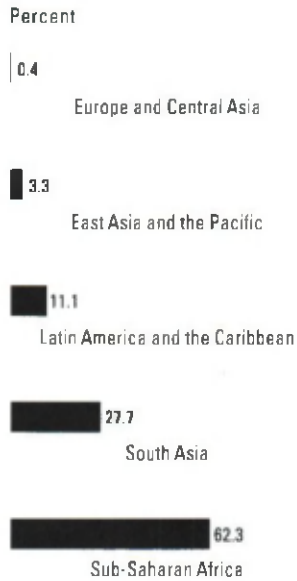 Percent
0.4
Europe and Central Asia
3.3
East Asia and the Pacific
11.1
Latin America and the Caribbean
27.7
South Asia
62.3
Sub-Saharan Africa